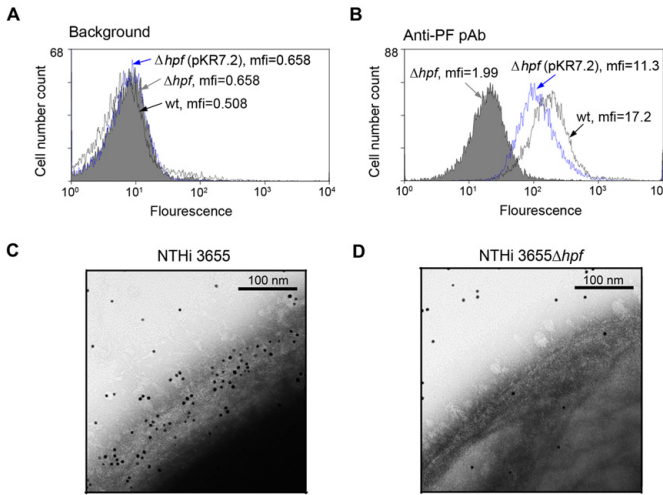 A
Background
68
Cell number count
Δhpf (pKR7.2), mfi=0.658
Δhpf, mfi=0.658
wt, mfi=0.508
10⁰ 10¹ 10² 10³ 10⁴
Flourescence
B
Anti-PF pAb
88
Cell number count
Δhpf, mfi=1.99
Δhpf (pKR7.2), mfi=11.3
wt, mfi=17.2
10⁰ 10¹ 10² 10³
Flourescence
C
NTHi 3655
100 nm
D
NTHi 3655Δhpf
100 nm